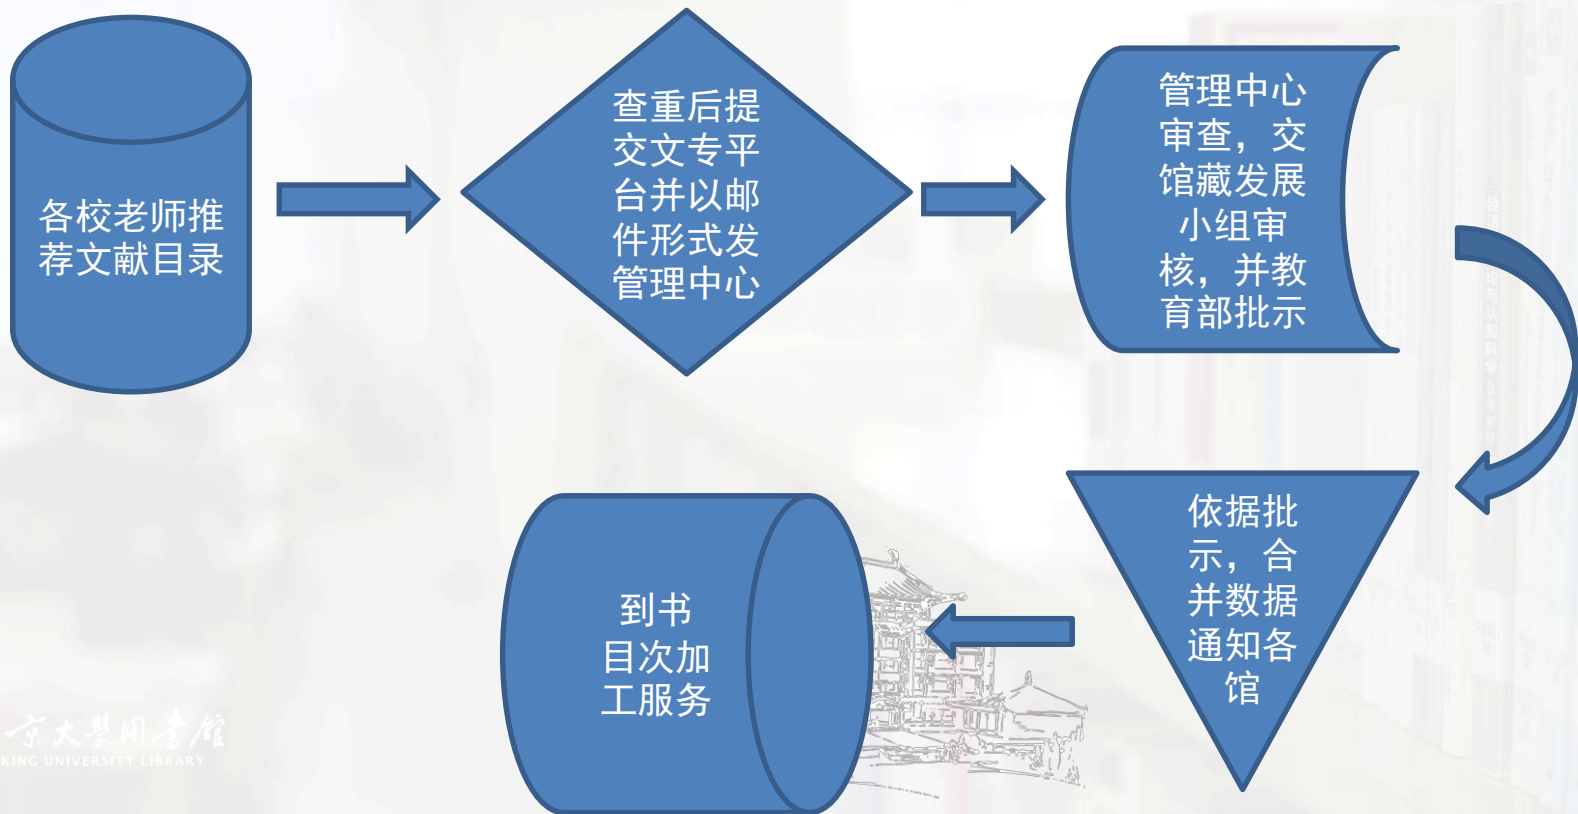 各校老师推
荐文献目录
查重后提
交文专平
台并以邮
件形式发
管理中心
管理中心
审查，交
馆藏发展
小组审
核，并教
育部批示
依据批
示，合
并数据
通知各
馆
到书
目次加
工服务
京大學圖書館
KING UNIVERSITY LIBRARY